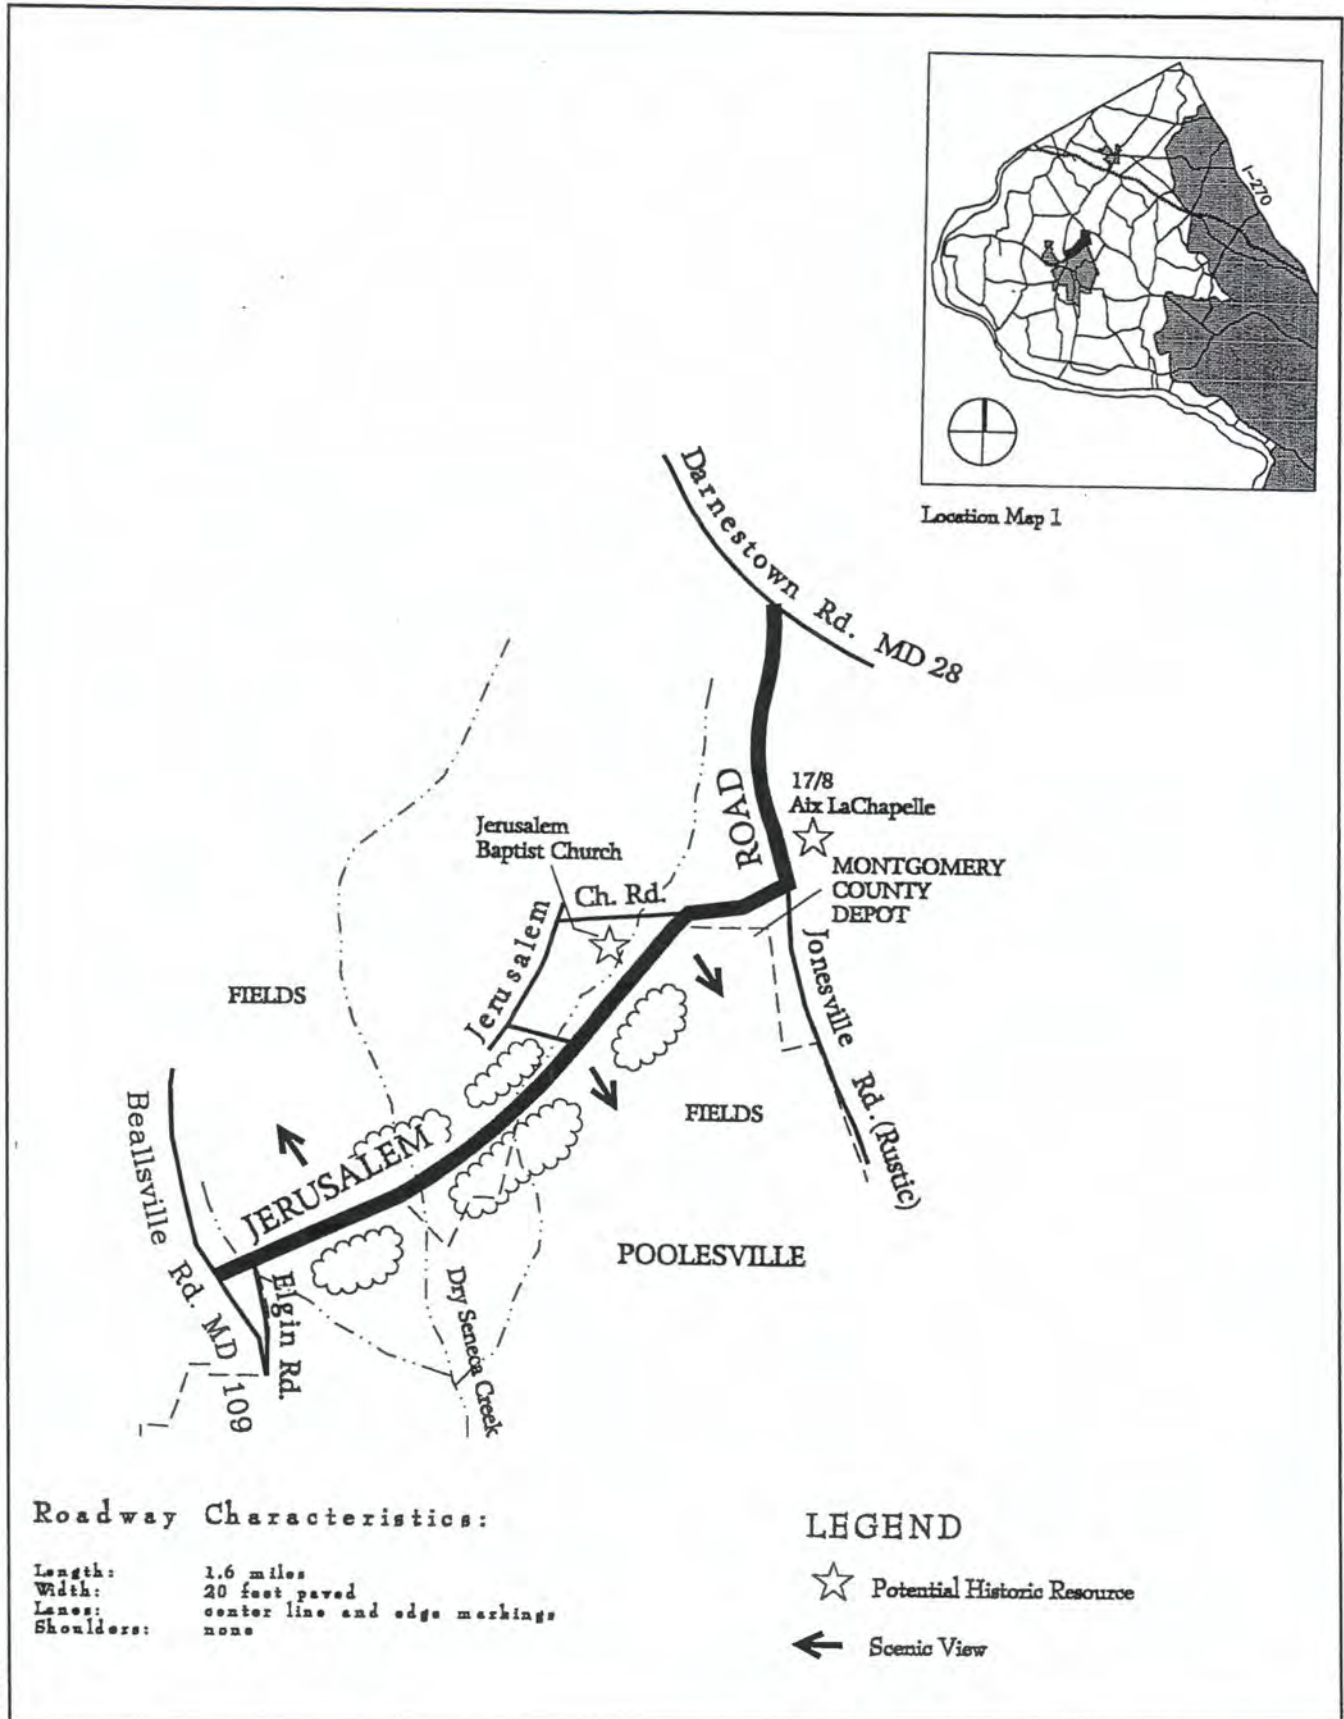 I-270
Location Map 1
Darnestown Rd. MD 28
ROAD
17/8
Aix LaChapelle
Jerusalem
Baptist Church
MONTGOMERY
COUNTY
DEPOT
Jerusalem Ch. Rd.
Jonesville Rd. (Rustic)
FIELDS
FIELDS
JERUSALEM
Beallsville Rd. MD 109
Elgin Rd.
Dry Seneca Creek
POOLESVILLE
Roadway Characteristics:
Length: 1.6 miles
Width: 20 feet paved
Lanes: center line and edge markings
Shoulders: none
LEGEND
Potential Historic Resource
Scenic View